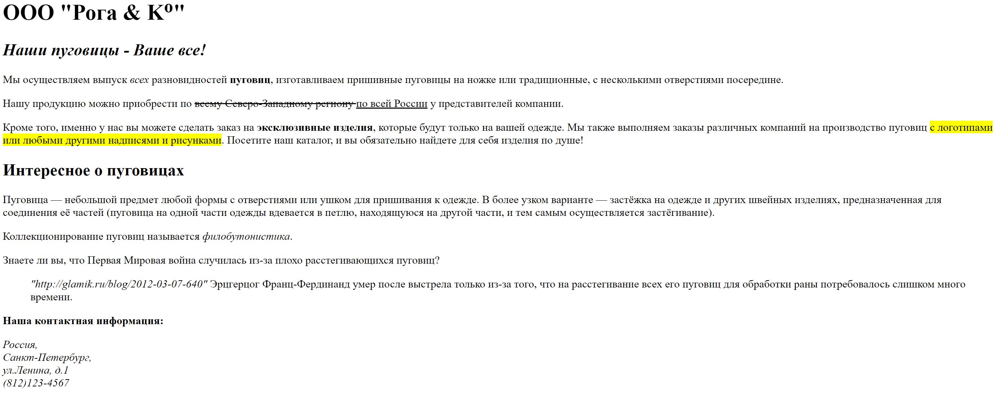 ООО "Рога & Kº"
Наши пуговицы - Ваше все!
Мы осуществляем выпуск всех разновидностей пуговиц, изготавливаем пришивные пуговицы на ножке или традиционные, с несколькими отверстиями посередине.
Нашу продукцию можно приобрести по всему Северо-Западному региону по всей России у представителей компании.
Кроме того, именно у нас вы можете сделать заказ на эксклюзивные изделия, которые будут только на вашей одежде. Мы также выполняем заказы различных компаний на производство пуговиц с логотипами
или любыми другими надписями и рисунками. Посетите наш каталог, и вы обязательно найдете для себя изделия по душе!
Интересное о пуговицах
Пуговица — небольшой предмет любой формы с отверстиями или ушком для пришивания к одежде. В более узком варианте — застёжка на одежде и других швейных изделиях, предназначенная для
соединения её частей (пуговица на одной части одежды вдевается в петлю, находящуюся на другой части, и тем самым осуществляется застёгивание).
Коллекционирование пуговиц называется филобутонистика.
Знаете ли вы, что Первая Мировая война случилась из-за плохо расстегивающихся пуговиц?
"http://glamik.ru/blog/2012-03-07-640" Эрцгерцог Франц-Фердинанд умер после выстрела только из-за того, что на расстегивание всех его пуговиц для обработки раны потребовалось слишком много
времени.
Наша контактная информация:
Россия,
Санкт-Петербург,
ул.Ленина, д.1
(812)123-4567